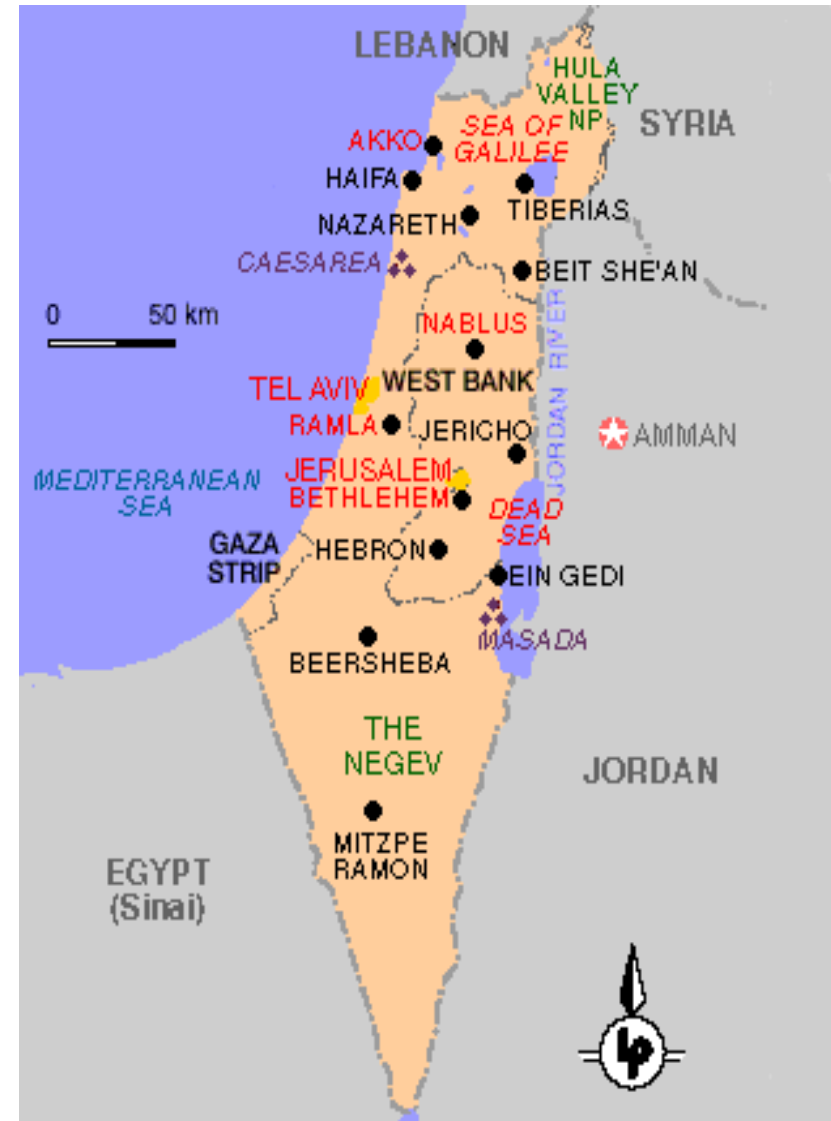 LEBANON
HULA
VALLEY
NP
SYRIA
SEA OF
GALILEE
AKKO
HAIFA
TIBERIAS
NAZARETH
CAESAREA
BEIT SHE'AN
0 50 km
NABLUS
JORDAN RIVER
TEL AVIV
WEST BANK
RAMLA
JERICHO
AMMAN
JERUSALEM
MEDITERRANEAN
SEA
BETHLEHEM
DEAD
SEA
GAZA
STRIP
HEBRON
EIN GEDI
MASADA
BEERSHEBA
THE
NEGEV
JORDAN
MITZPE
RAMON
EGYPT
(Sinai)
LP